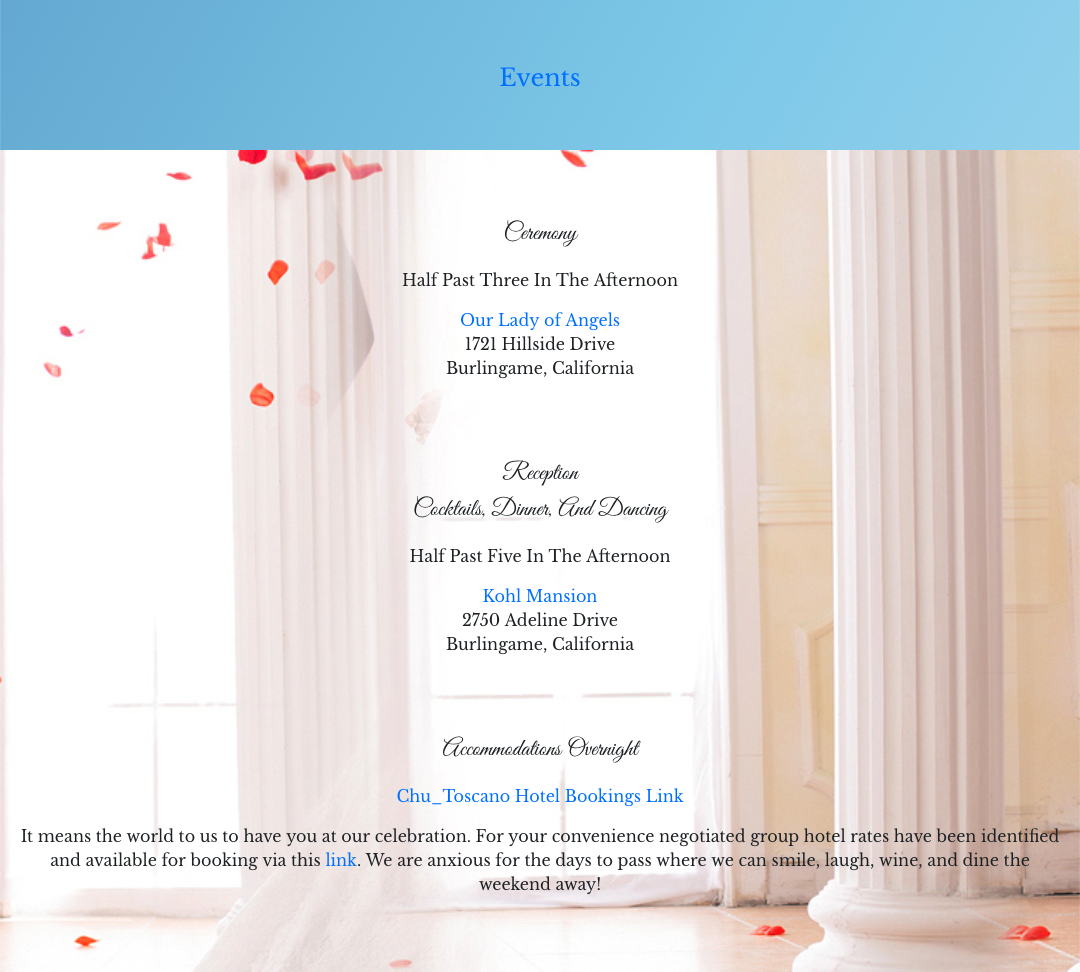 Events
Ceremony
Half Past Three In The Afternoon
Our Lady of Angels
1721 Hillside Drive
Burlingame, California
Reception
Cocktails, Dinner, And Dancing
Half Past Five In The Afternoon
Kohl Mansion
2750 Adeline Drive
Burlingame, California
Accommodations Overnight
Chu_Toscano Hotel Bookings Link
It means the world to us to have you at our celebration. For your convenience negotiated group hotel rates have been identified
and available for booking via this link. We are anxious for the days to pass where we can smile, laugh, wine, and dine the
weekend away!